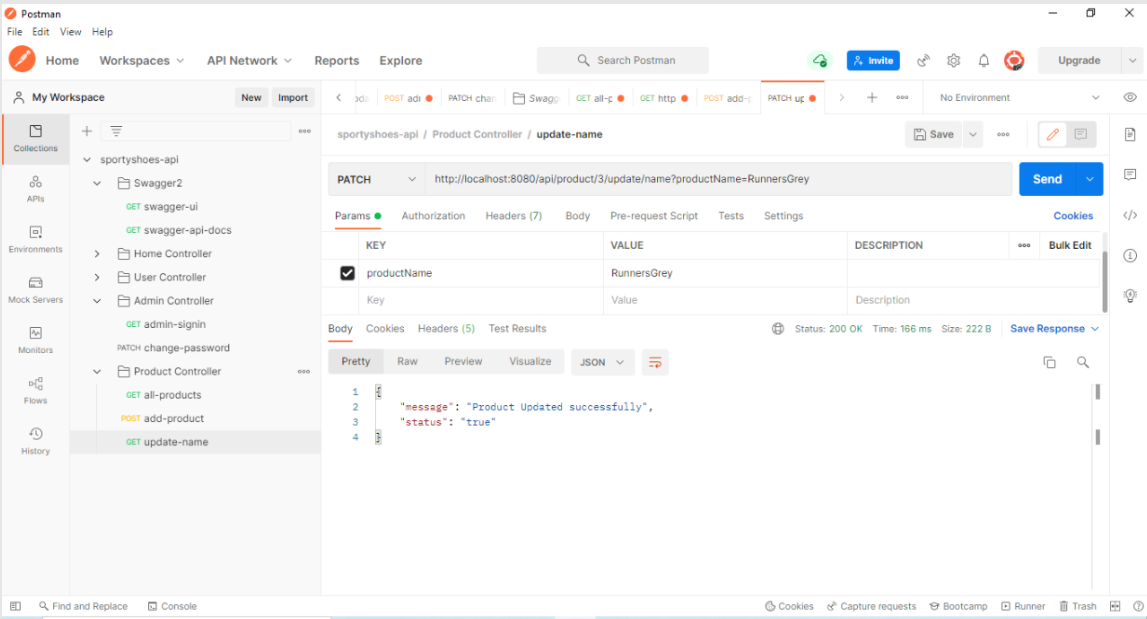 Postman
File Edit View Help
Home Workspaces API Network Reports Explore Search Postman Invite Upgrade
My Workspace New Import POST adi PATCH chan Swagg GET all-p GET http POST add-p PATCH up No Environment
sportyshoes-api / Product Controller / update-name Save
Collections
APIs
Environments
Mock Servers
Monitors
Flows
History
sportyshoes-api
Swagger2
GET swagger-ui
GET swagger-api-docs
Home Controller
User Controller
Admin Controller
GET admin-signin
PATCH change-password
Product Controller
GET all-products
POST add-product
GET update-name
PATCH http://localhost:8080/api/product/3/update/name?productName=RunnersGrey Send
Params Authorization Headers (7) Body Pre-request Script Tests Settings Cookies
KEY VALUE DESCRIPTION Bulk Edit
productName RunnersGrey
Key Value Description
Body Cookies Headers (5) Test Results Status: 200 OK Time: 166 ms Size: 222 B Save Response
Pretty Raw Preview Visualize JSON
1 {
2 "message": "Product Updated successfully",
3 "status": "true"
4 }
Find and Replace Console Cookies Capture requests Bootcamp Runner Trash